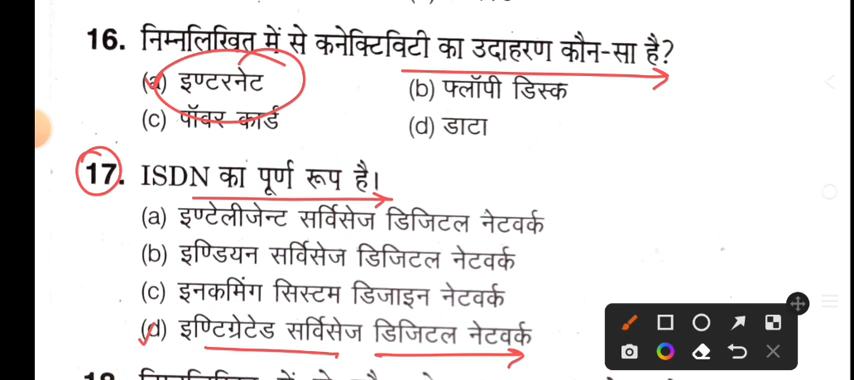 16. निम्नलिखित में से कनेक्टिविटी का उदाहरण कौन-सा है?
(a) इण्टरनेट (b) फ्लॉपी डिस्क
(c) पॉवर कार्ड (d) डाटा
17. ISDN का पूर्ण रूप है।
(a) इण्टेलीजेन्ट सर्विसेज डिजिटल नेटवर्क
(b) इण्डियन सर्विसेज डिजिटल नेटवर्क
(c) इनकमिंग सिस्टम डिजाइन नेटवर्क
(d) इण्टिग्रेटेड सर्विसेज डिजिटल नेटवर्क